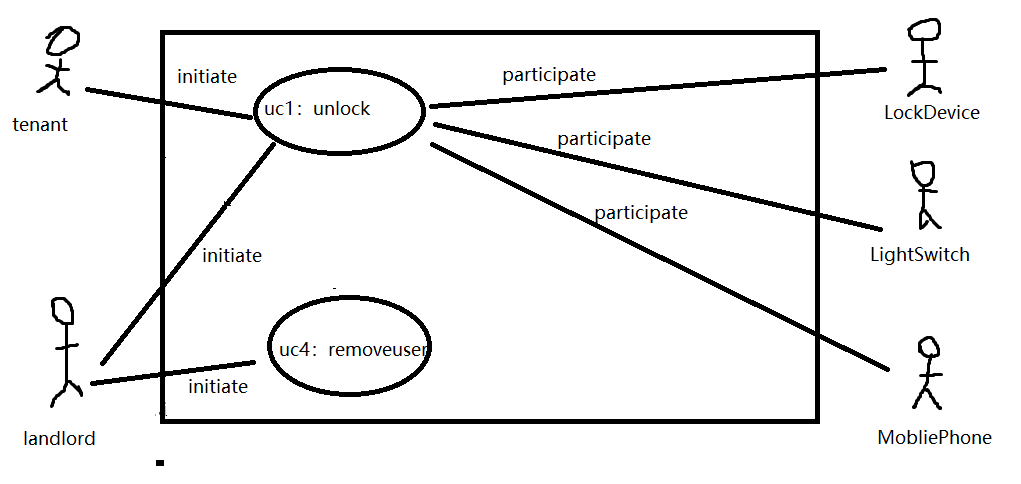 initiate
participate
uc1: unlock
LockDevice
tenant
participate
participate
initiate
LightSwitch
uc4: removeuser
initiate
landlord
MobliePhone